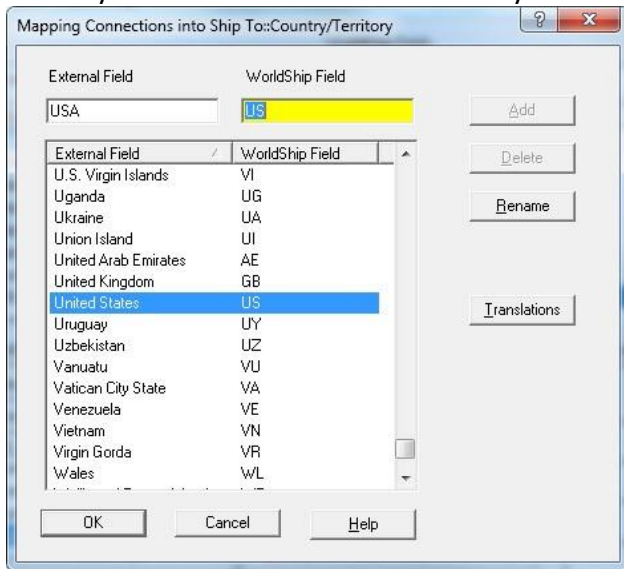 Mapping Connections into Ship To::Country/Territory
External Field WorldShip Field
USA US Add
External Field WorldShip Field Delete
U.S. Virgin Islands VI
Uganda UG Rename
Ukraine UA
Union Island UI
United Arab Emirates AE
United Kingdom GB
United States US Translations
Uruguay UY
Uzbekistan UZ
Vanuatu VU
Vatican City State VA
Venezuela VE
Vietnam VN
Virgin Gorda VR
Wales WL
OK Cancel Help